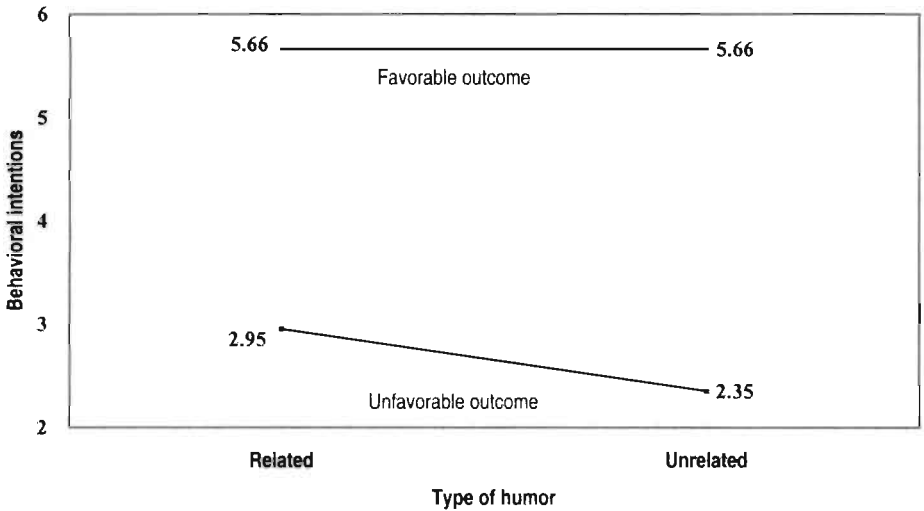 6
5.66
5.66
Favorable outcome
5
Behavioral intentions
4
3
2.95
2.35
Unfavorable outcome
2
Related
Unrelated
Type of humor